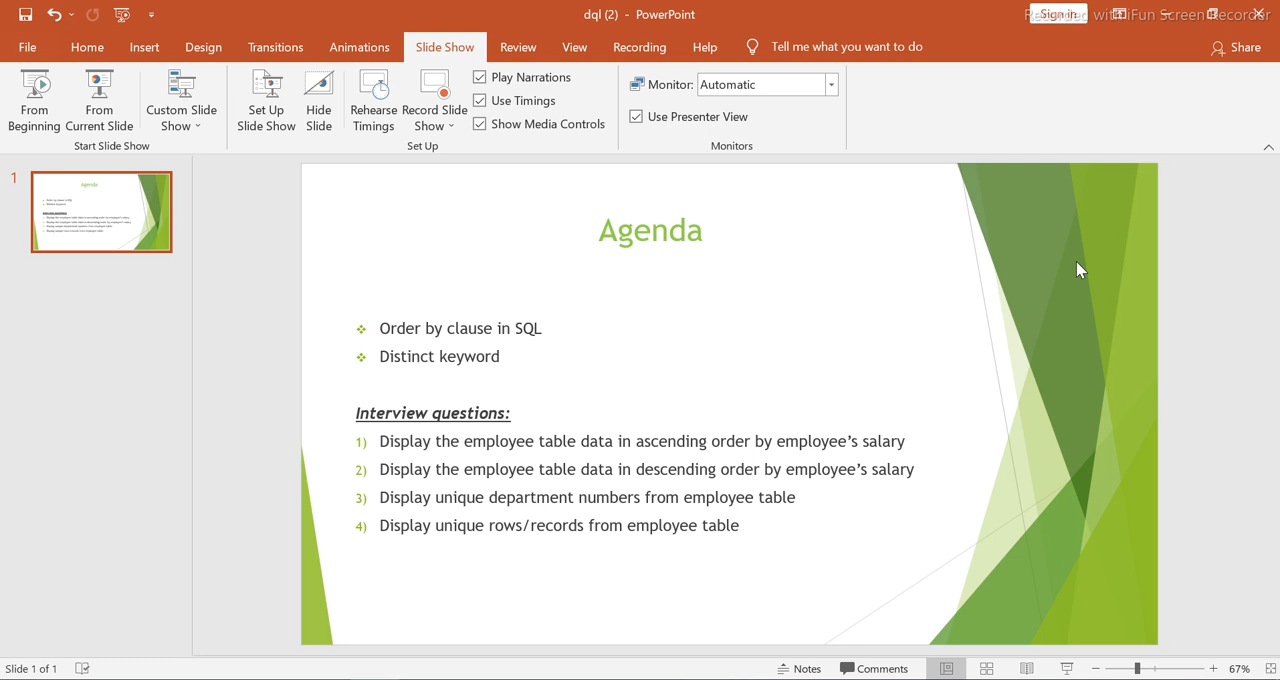 dql (2) - PowerPoint
Sign in
Recorded with iFun Screen Recorder
File Home Insert Design Transitions Animations Slide Show Review View Recording Help Tell me what you want to do Share
From Beginning
From Current Slide
Custom Slide Show
Set Up Slide Show
Hide Slide
Rehearse Timings
Record Slide Show
Play Narrations
Use Timings
Show Media Controls
Monitor: Automatic
Use Presenter View
Start Slide Show
Set Up
Monitors
1
Agenda
Order by clause in SQL
Distinct keyword
Interview questions:
1) Display the employee table data in ascending order by employee's salary
2) Display the employee table data in descending order by employee's salary
3) Display unique department numbers from employee table
4) Display unique rows/records from employee table
Slide 1 of 1
Notes
Comments
67%